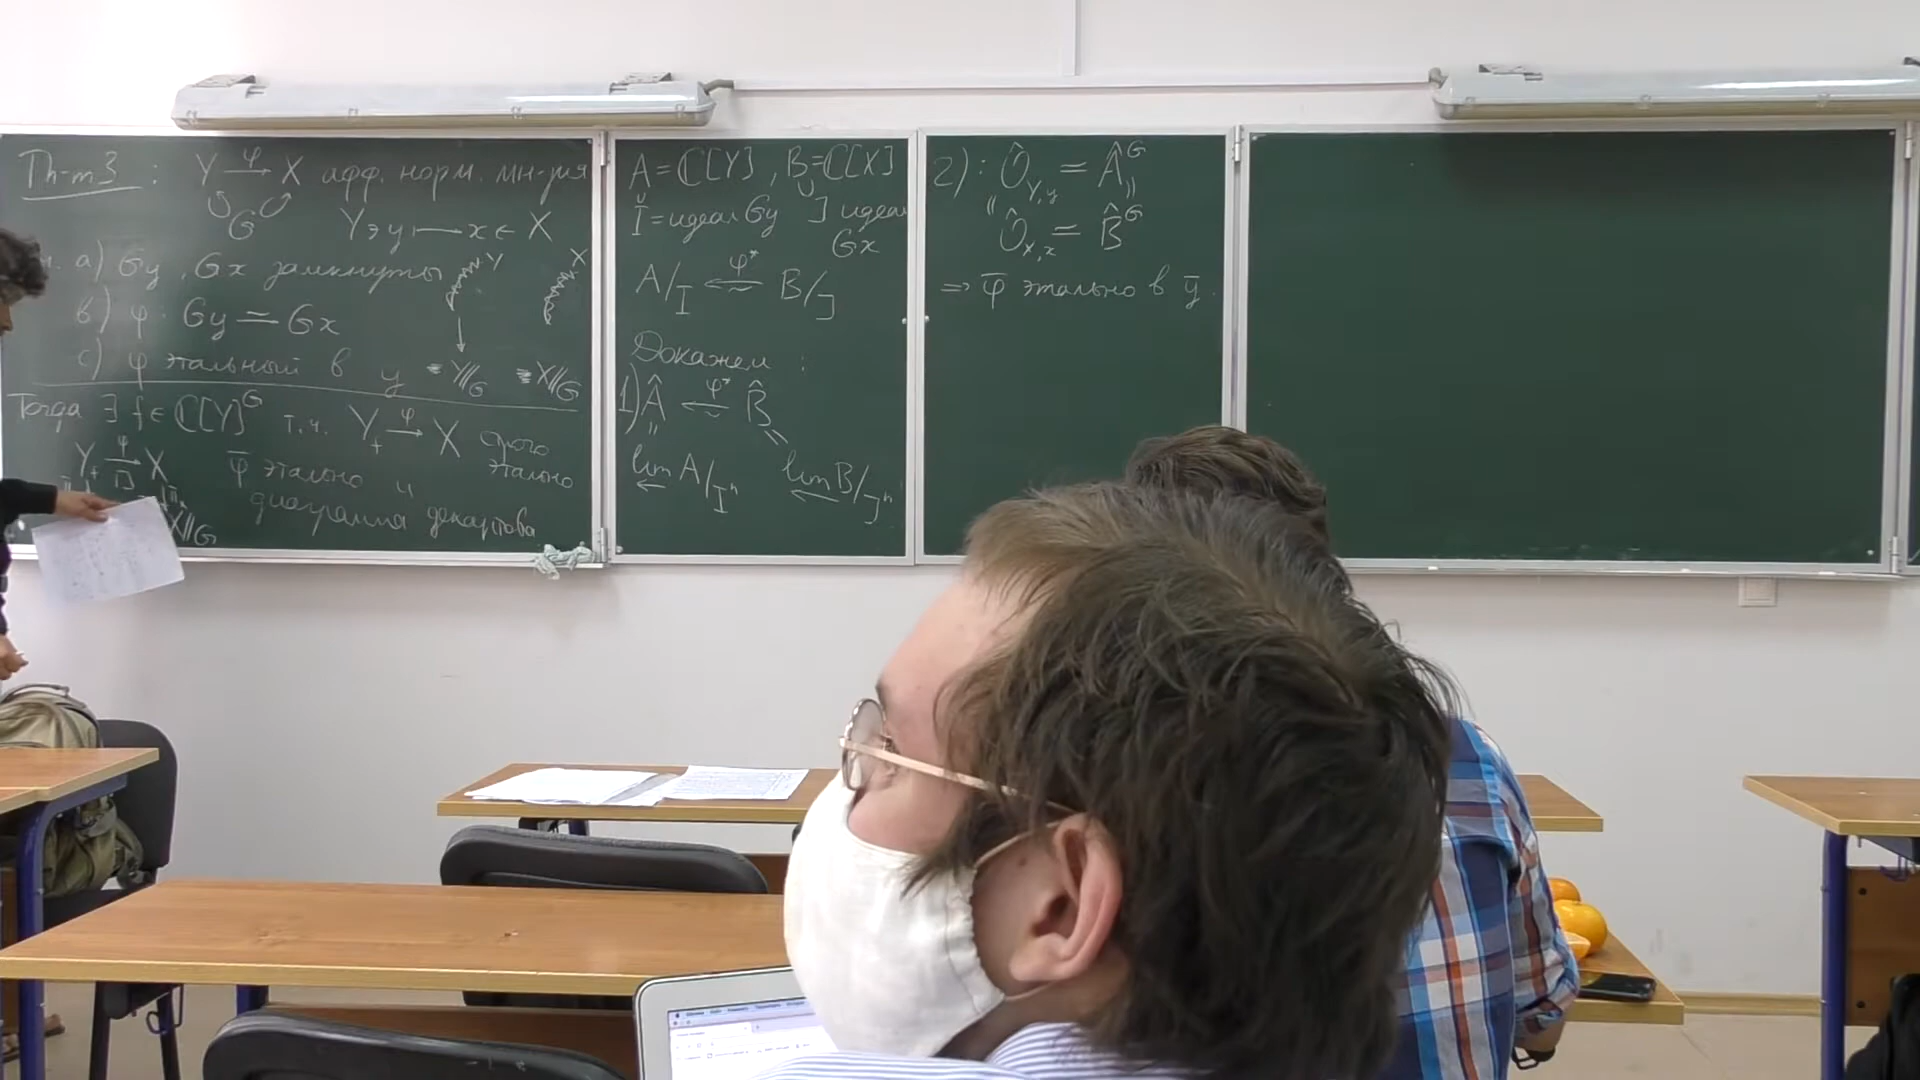 Th-m 3 : Y →^φ X афф. норм. мн-зия
G
Y ∋ y ⟼ x ∈ X
а) Gy, Gx замкнуты
Y X
в) φ : Gy = Gx
с) φ этальный в y
Y//G X//G
Тогда ∃ f ∈ ℂ[Y]^G т.ч. Y_f →^φ X строго
этально
Y_f →^φ X φ̄ этально и
диаграмма декартова
X//G
A = ℂ[Y], B = ℂ[X]
I = идеал Gy J идеал
Gx
A/I ⟵^φ* B/J
~
Докажем :
1) Â ⟵^φ* B̂
~
lim A/Iⁿ lim B/Jⁿ
2) : Ô_{Y,y} = Â^G
Ô_{X,x} = B̂^G
⇒ φ̄ этально в ȳ.